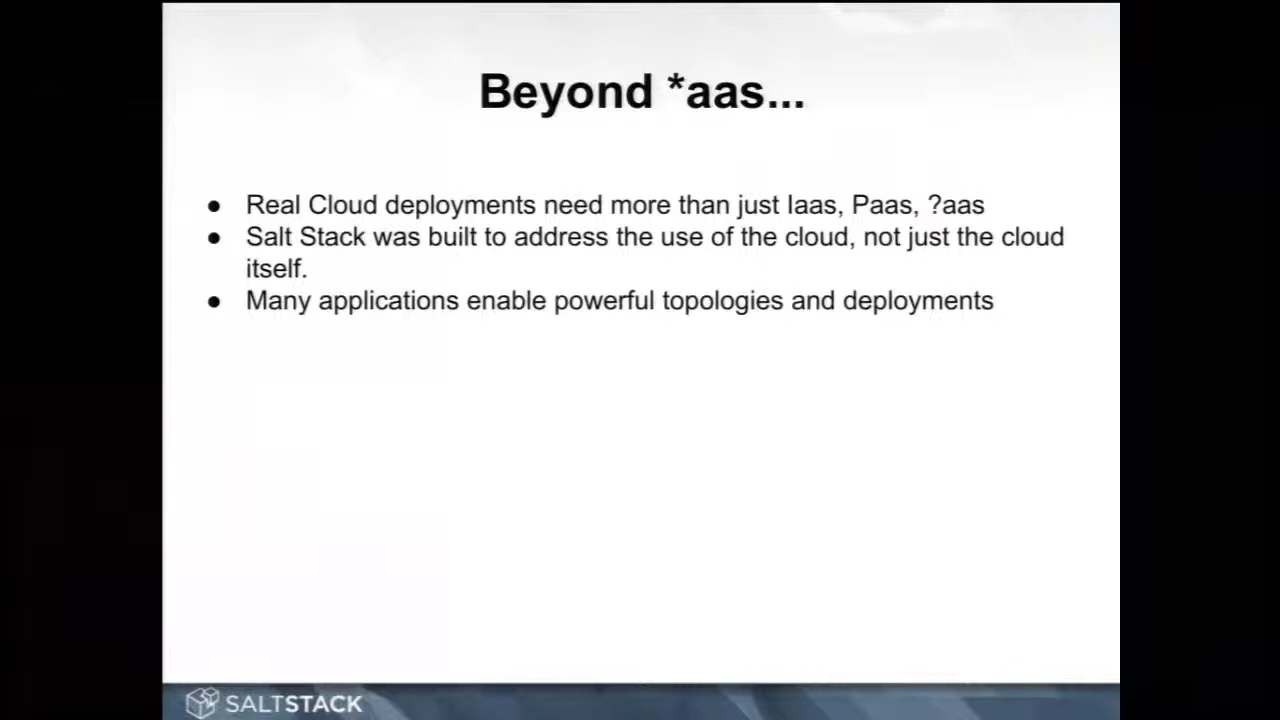 Beyond *aas...
● Real Cloud deployments need more than just Iaas, Paas, ?aas
● Salt Stack was built to address the use of the cloud, not just the cloud
itself.
● Many applications enable powerful topologies and deployments
SALTSTACK